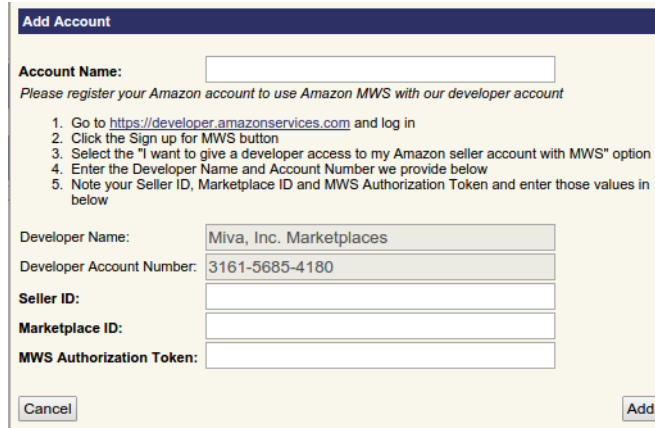 Add Account
Account Name:
Please register your Amazon account to use Amazon MWS with our developer account
1. Go to https://developer.amazonservices.com and log in
2. Click the Sign up for MWS button
3. Select the "I want to give a developer access to my Amazon seller account with MWS" option
4. Enter the Developer Name and Account Number we provide below
5. Note your Seller ID, Marketplace ID and MWS Authorization Token and enter those values in
below
Developer Name: Miva, Inc. Marketplaces
Developer Account Number: 3161-5685-4180
Seller ID:
Marketplace ID:
MWS Authorization Token:
Cancel Add